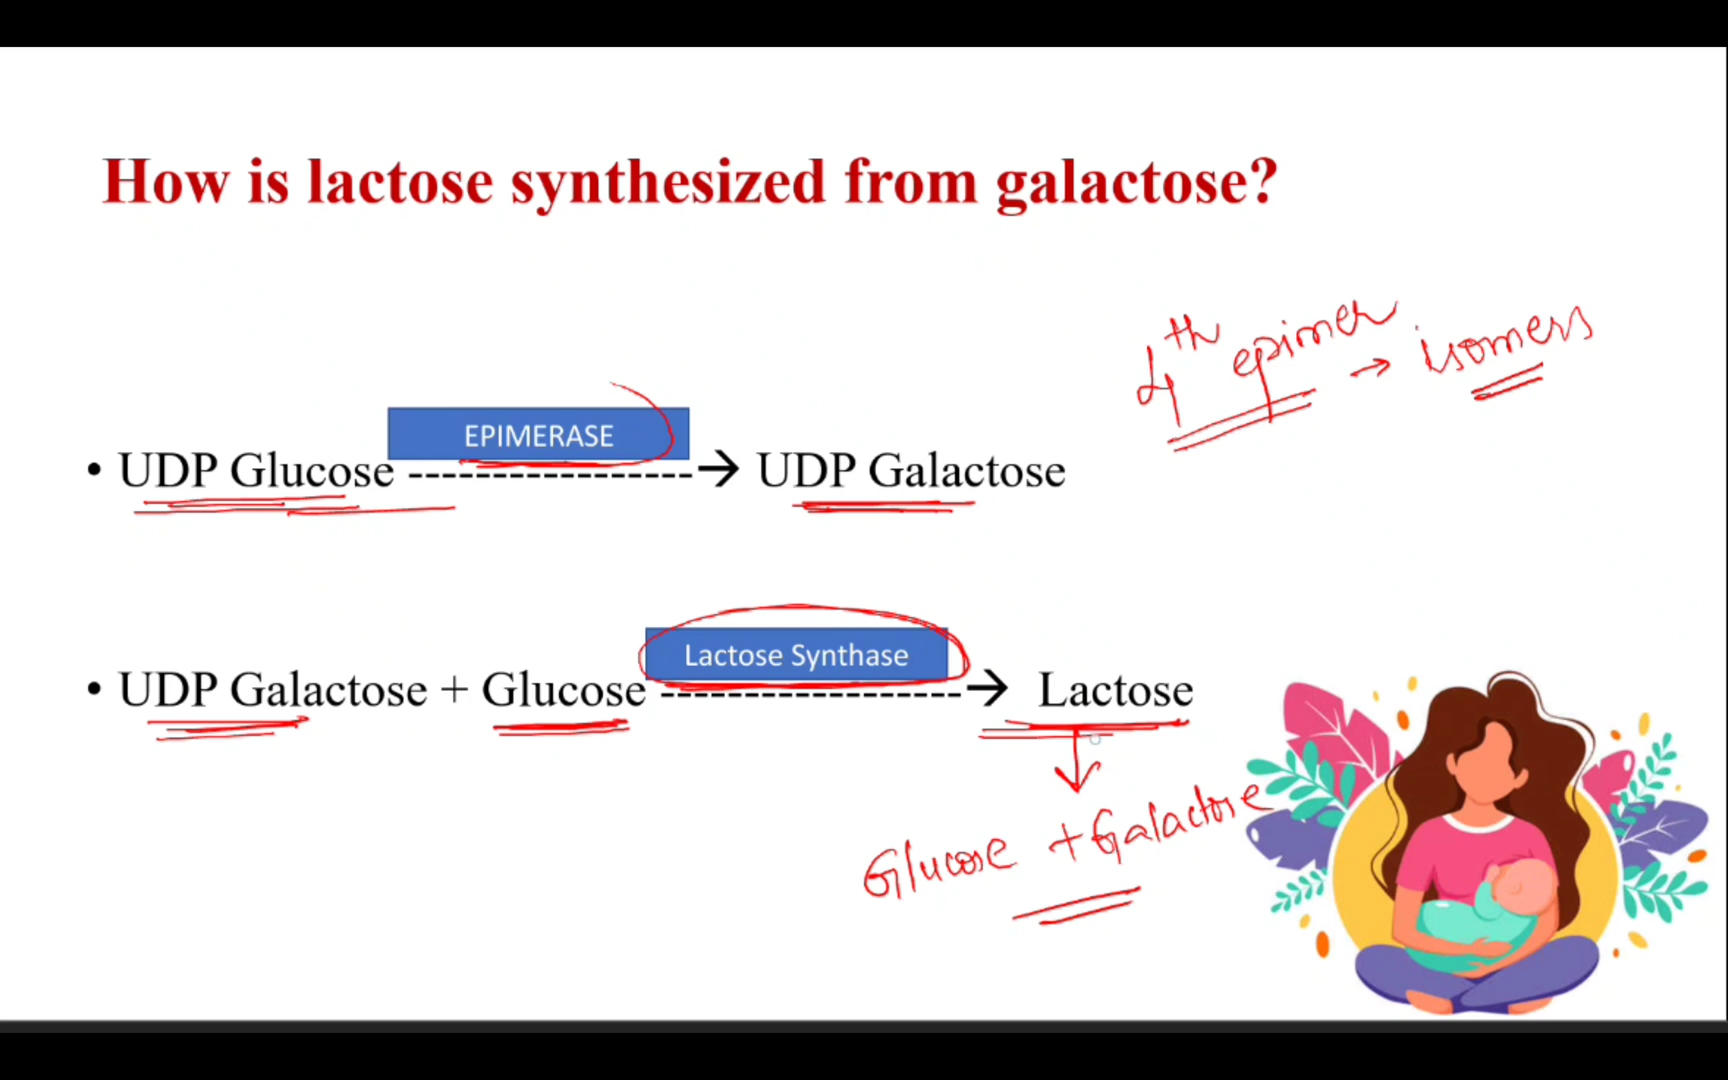 How is lactose synthesized from galactose?
4th epimer → isomers
EPIMERASE
• UDP Glucose ------------------→ UDP Galactose
Lactose Synthase
• UDP Galactose + Glucose -------------------→ Lactose
Glucose + Galactose